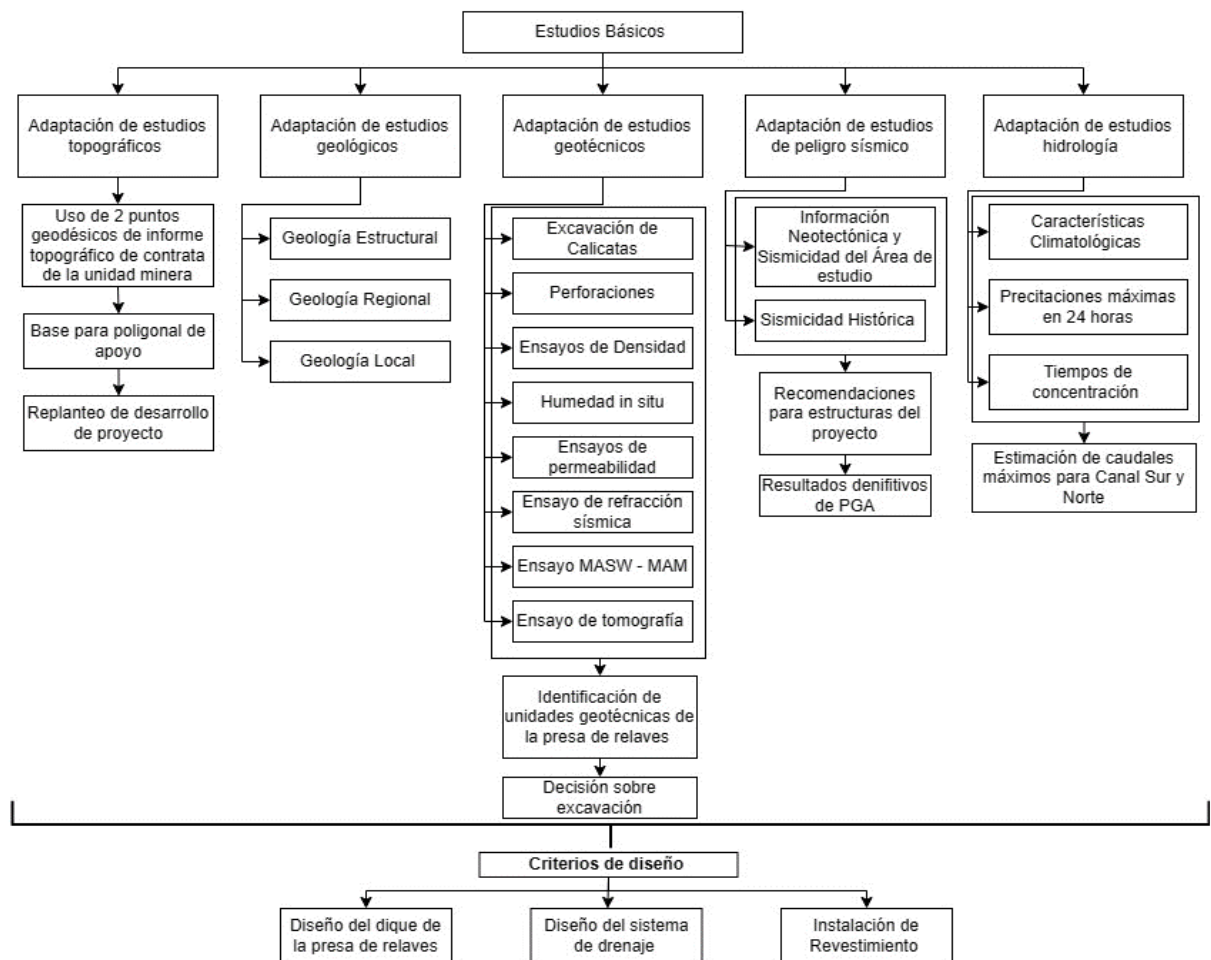 Estudios Básicos
Adaptación de estudios
topográficos
Adaptación de estudios
geológicos
Adaptación de estudios
geotécnicos
Adaptación de estudios
de peligro sísmico
Adaptación de estudios
hidrología
Uso de 2 puntos
geodésicos de informe
topográfico de contrata
de la unidad minera
Base para poligonal de
apoyo
Replanteo de desarrollo
de proyecto
Geología Estructural
Geología Regional
Geología Local
Excavación de
Calicatas
Perforaciones
Ensayos de Densidad
Humedad in situ
Ensayos de
permeabilidad
Ensayo de refracción
sísmica
Ensayo MASW - MAM
Ensayo de tomografía
Identificación de
unidades geotécnicas de
la presa de relaves
Decisión sobre
excavación
Información
Neotectónica y
Sismicidad del Área de
estudio
Sismicidad Histórica
Recomendaciones
para estructuras del
proyecto
Resultados denifitivos
de PGA
Características
Climatológicas
Precitaciones máximas
en 24 horas
Tiempos de
concentración
Estimación de caudales
máximos para Canal Sur y
Norte
Criterios de diseño
Diseño del dique de
la presa de relaves
Diseño del sistema
de drenaje
Instalación de
Revestimiento